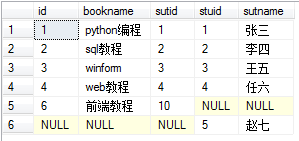 id bookname sutid stuid sutname
1 1 python编程 1 1 张三
2 2 sql教程 2 2 李四
3 3 winform 3 3 王五
4 4 web教程 4 4 任六
5 6 前端教程 10 NULL NULL
6 NULL NULL NULL 5 赵七